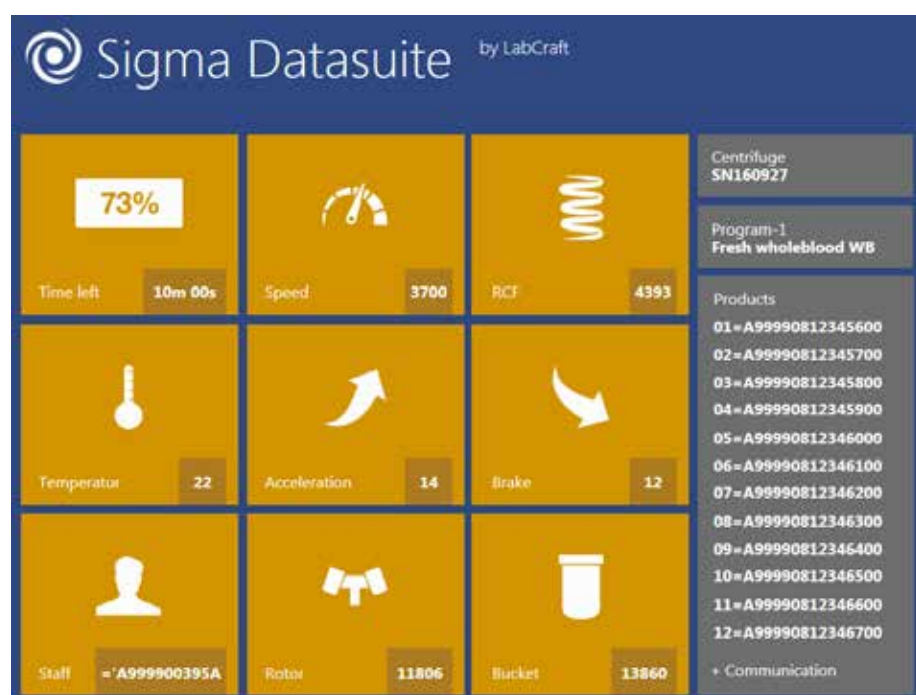 Sigma Datasuite by LabCraft
73%
Time left 10m 00s
Speed 3700
RCF 4393
Temperatur 22
Acceleration 14
Brake 12
Staff ='A999900395A
Rotor 11806
Bucket 13860
Centrifuge
SN160927
Program-1
Fresh wholeblood WB
Products
01=A99990812345600
02=A99990812345700
03=A99990812345800
04=A99990812345900
05=A99990812346000
06=A99990812346100
07=A99990812346200
08=A99990812346300
09=A99990812346400
10=A99990812346500
11=A99990812346600
12=A99990812346700
+ Communication